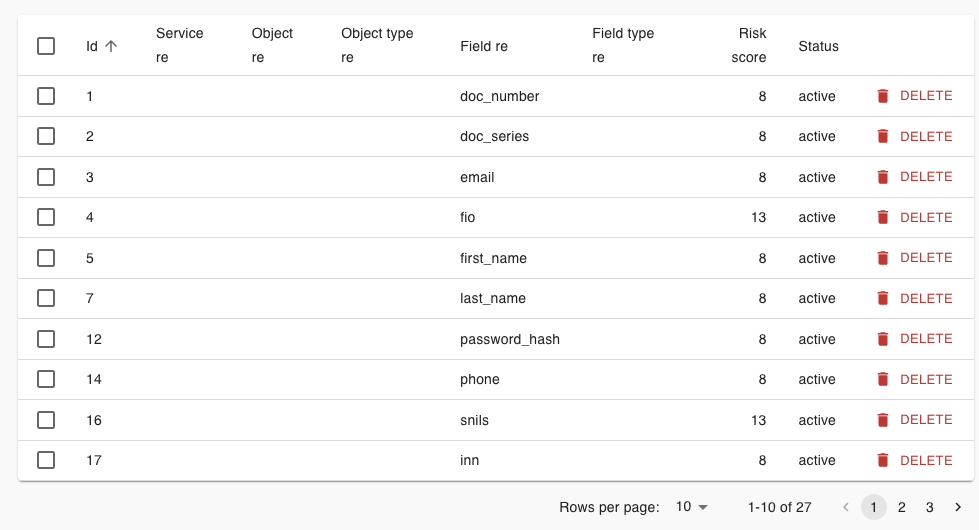 Id Service re Object re Object type re Field re Field type re Risk score Status
1 doc_number 8 active DELETE
2 doc_series 8 active DELETE
3 email 8 active DELETE
4 fio 13 active DELETE
5 first_name 8 active DELETE
7 last_name 8 active DELETE
12 password_hash 8 active DELETE
14 phone 8 active DELETE
16 snils 13 active DELETE
17 inn 8 active DELETE
Rows per page: 10 1-10 of 27 1 2 3